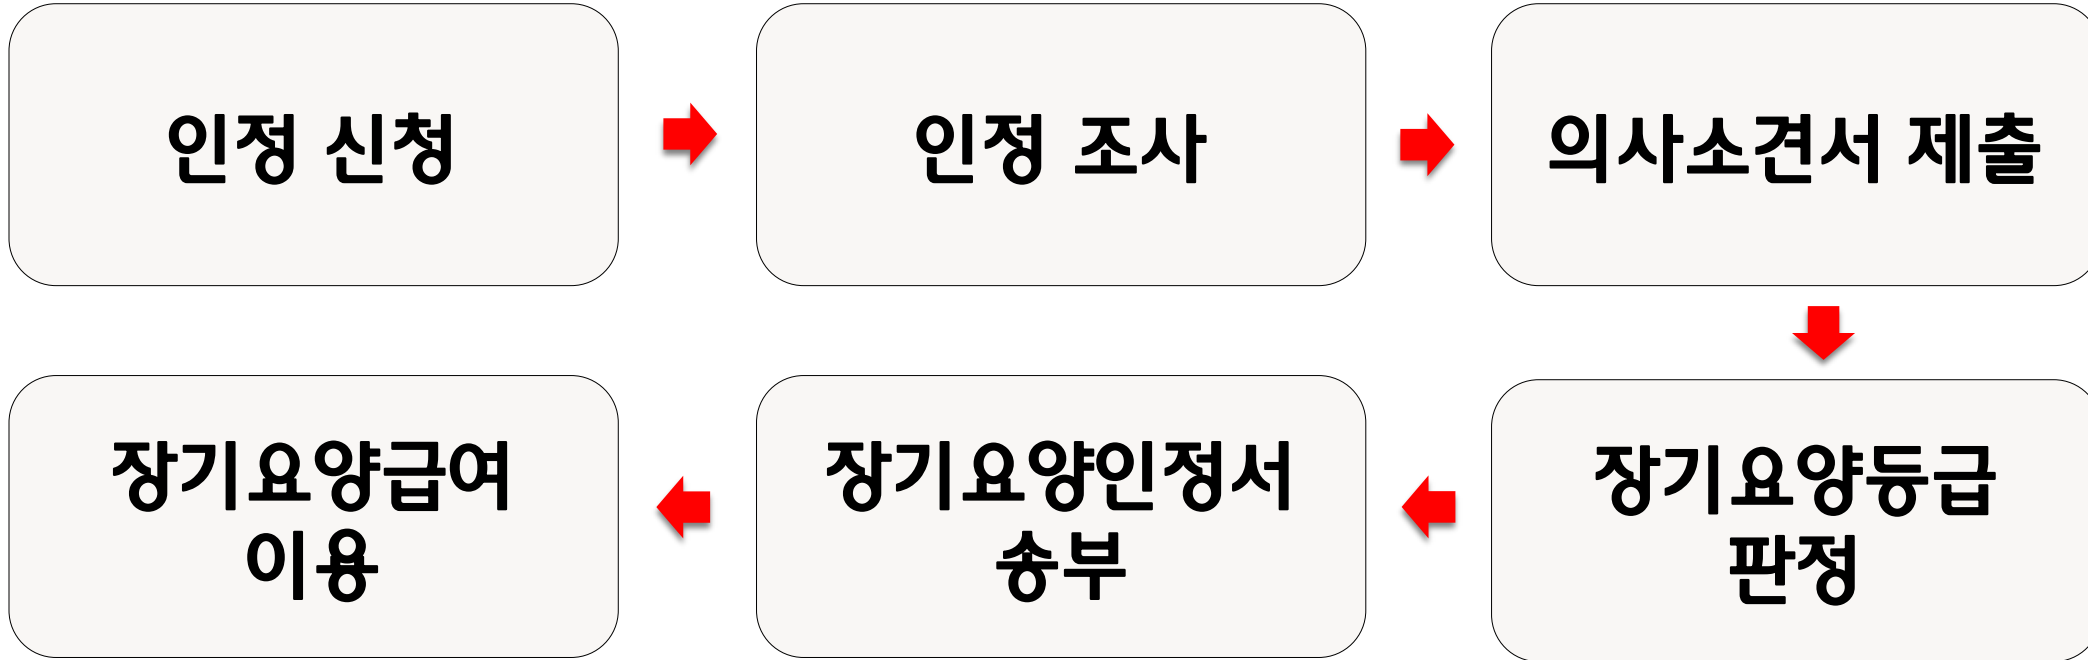 인정 신청
인정 조사
의사소견서 제출
장기요양등급
판정
장기요양인정서
송부
장기요양급여
이용